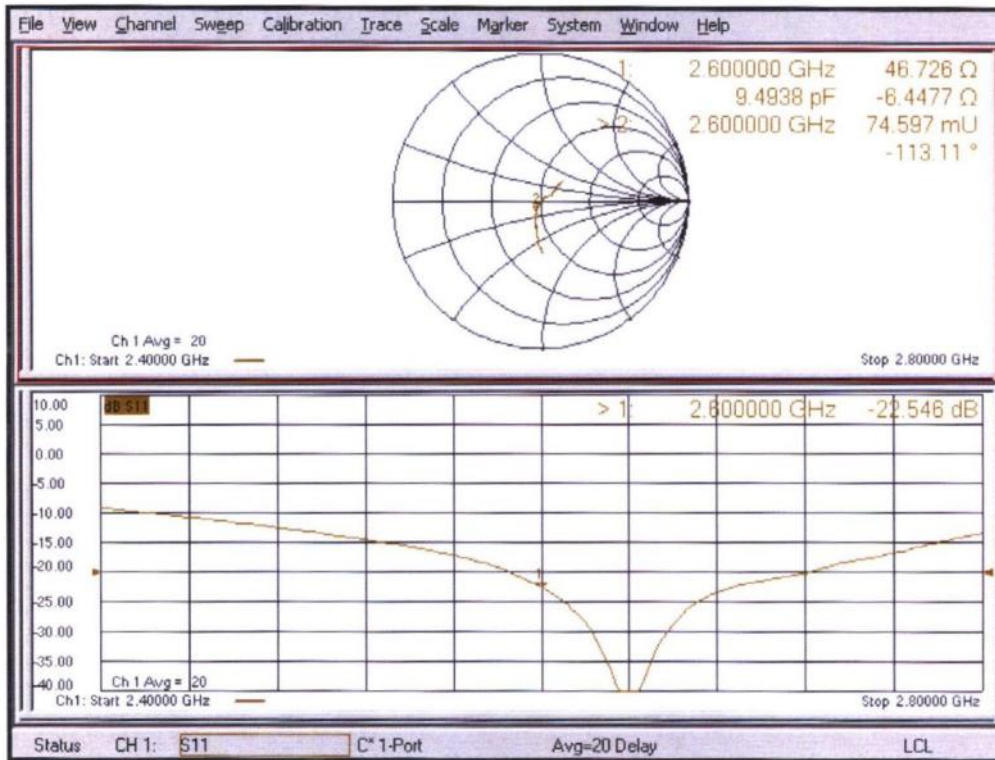 File View Channel Sweep Calibration Trace Scale Marker System Window Help
1: 2.600000 GHz 46.726 Ω
9.4938 pF -6.4477 Ω
> 2: 2.600000 GHz 74.597 mU
-113.11 °
2
Ch 1 Avg = 20
Ch1: Start 2.40000 GHz Stop 2.80000 GHz
10.00 dB S11 > 1: 2.600000 GHz -22.546 dB
5.00
0.00
-5.00
-10.00
-15.00
-20.00
1
-25.00
-30.00
-35.00
-40.00
Ch 1 Avg = 20
Ch1: Start 2.40000 GHz Stop 2.80000 GHz
Status CH 1: S11 C* 1-Port Avg=20 Delay LCL